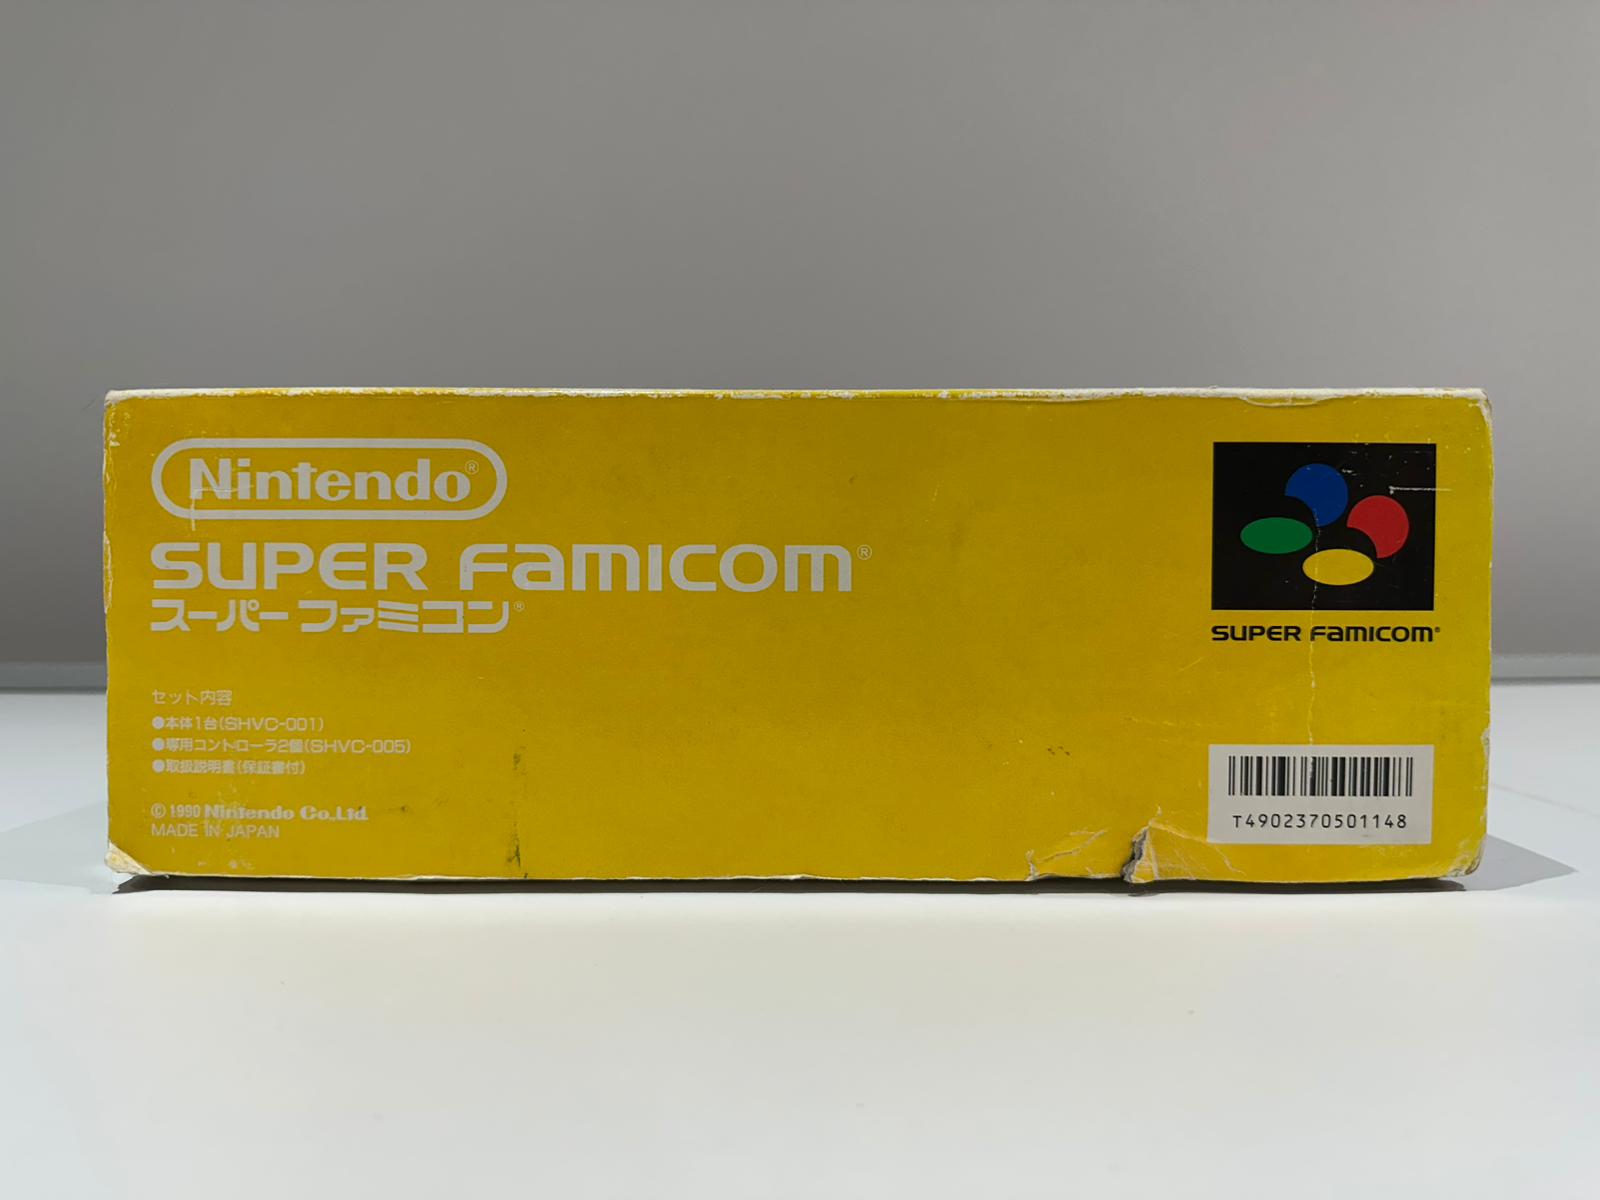 Nintendo®
SUPER FAMICOM®
スーパーファミコン®
セット内容
●本体1台(SHVC-001)
●専用コントローラ2個(SHVC-005)
●取扱説明書(保証書付)
© 1990 Nintendo Co.,Ltd.
MADE IN JAPAN
SUPER FAMICOM®
T4902370501148